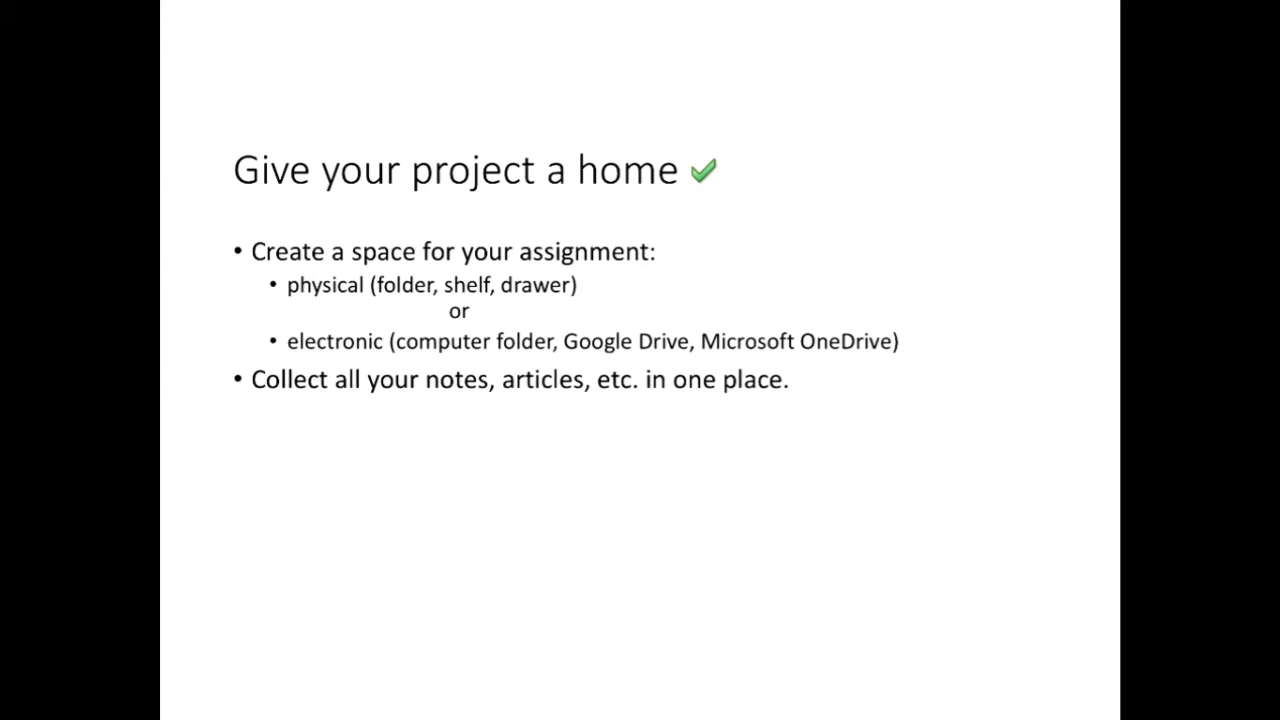 Give your project a home
• Create a space for your assignment:
• physical (folder, shelf, drawer)
or
• electronic (computer folder, Google Drive, Microsoft OneDrive)
• Collect all your notes, articles, etc. in one place.